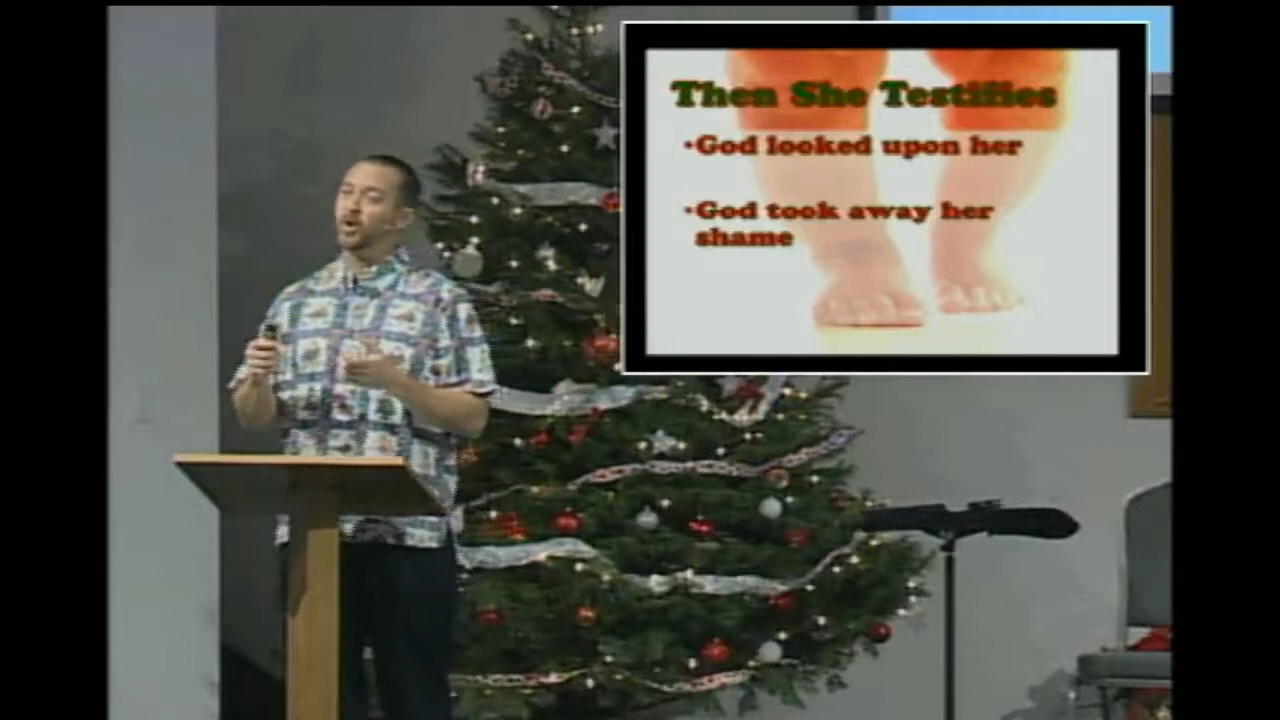 Then She Testifies
•God looked upon her
•God took away her
shame